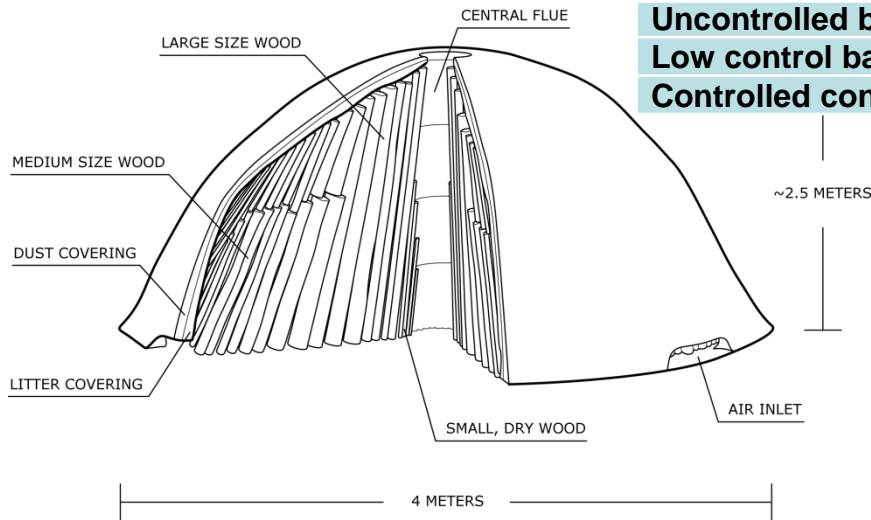 CENTRAL FLUE
Uncontrolled
Low control
Controlled
LARGE SIZE WOOD
MEDIUM SIZE WOOD
~2.5 METERS
DUST COVERING
LITTER COVERING
AIR INLET
SMALL, DRY WOOD
4 METERS